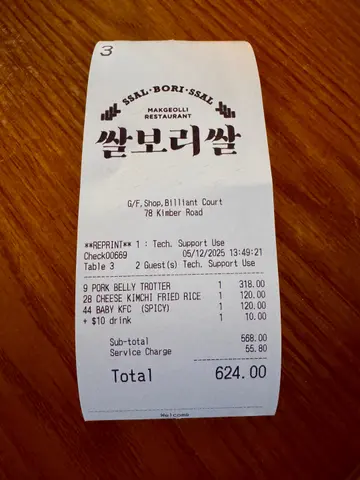 3
SSAL·BORI·SSAL
MAKGEOLLI
RESTAURANT
쌀보리쌀
G/F,Shop,Billiant Court
78 Kimber Road
**REPRINT** 1 : Tech. Support Use
Check00669 05/12/2025 13:49:21
Table 3 2 Guest(s) Tech. Support Use
9 PORK BELLY TROTTER 1 318.00
28 CHEESE KIMCHI FRIED RICE 1 120.00
44 BABY KFC (SPICY) 1 120.00
+ $10 drink 1 10.00
Sub-total 568.00
Service Charge 55.80
Total 624.00
Welcome